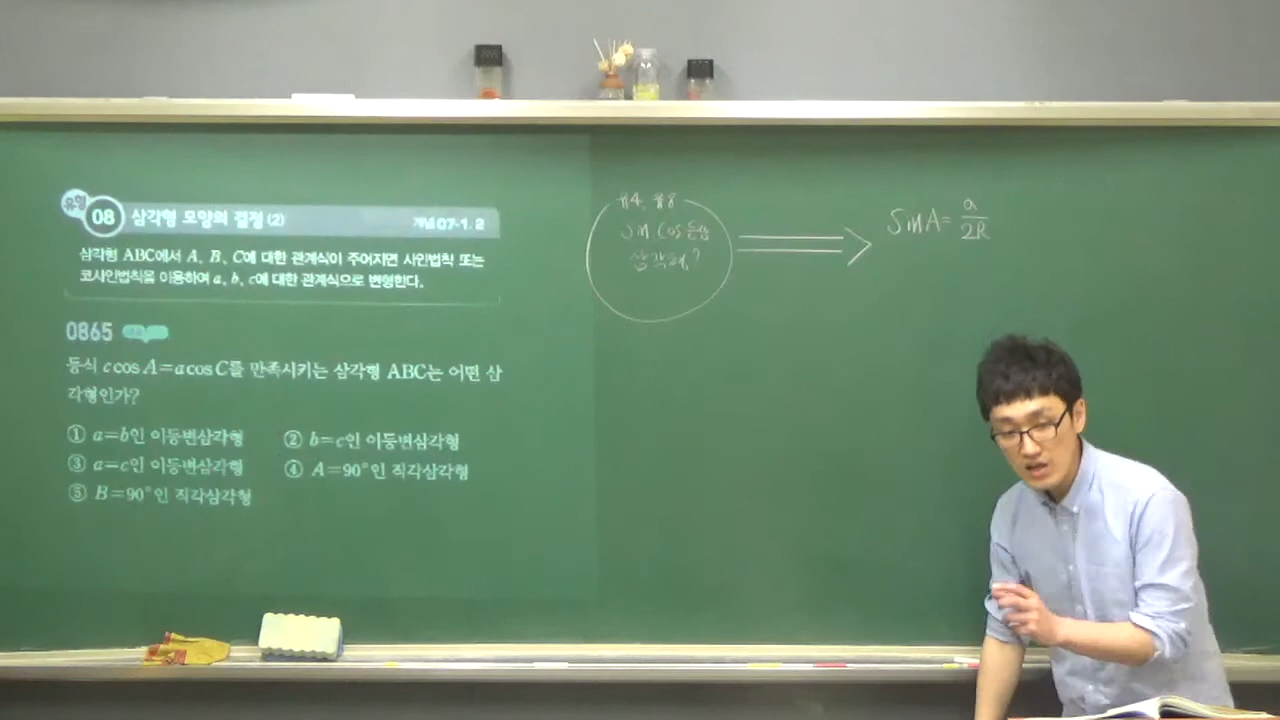 유형 08 삼각형 모양의 결정 (2) 개념 07-1, 2
삼각형 ABC에서 A, B, C에 대한 관계식이 주어지면 사인법칙 또는
코사인법칙을 이용하여 a, b, c에 대한 관계식으로 변형한다.
0865
등식 c cos A=a cos C를 만족시키는 삼각형 ABC는 어떤 삼
각형인가?
① a=b인 이등변삼각형 ② b=c인 이등변삼각형
③ a=c인 이등변삼각형 ④ A=90°인 직각삼각형
⑤ B=90°인 직각삼각형
sin, cos
삼각형?
sinA = a/2R